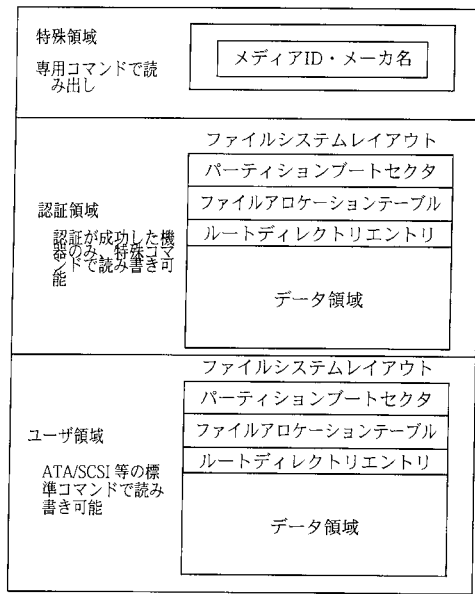 特殊領域
専用コマンドで読
み出し
メディアID・メーカ名
ファイルシステムレイアウト
パーティションブートセクタ
ファイルアロケーションテーブル
ルートディレクトリエントリ
データ領域
認証領域
認証が成功した機
器のみ、特殊コマ
ンドで読み書き可
能
ファイルシステムレイアウト
パーティションブートセクタ
ファイルアロケーションテーブル
ルートディレクトリエントリ
データ領域
ユーザ領域
ATA/SCSI 等の標
準コマンドで読み
書き可能